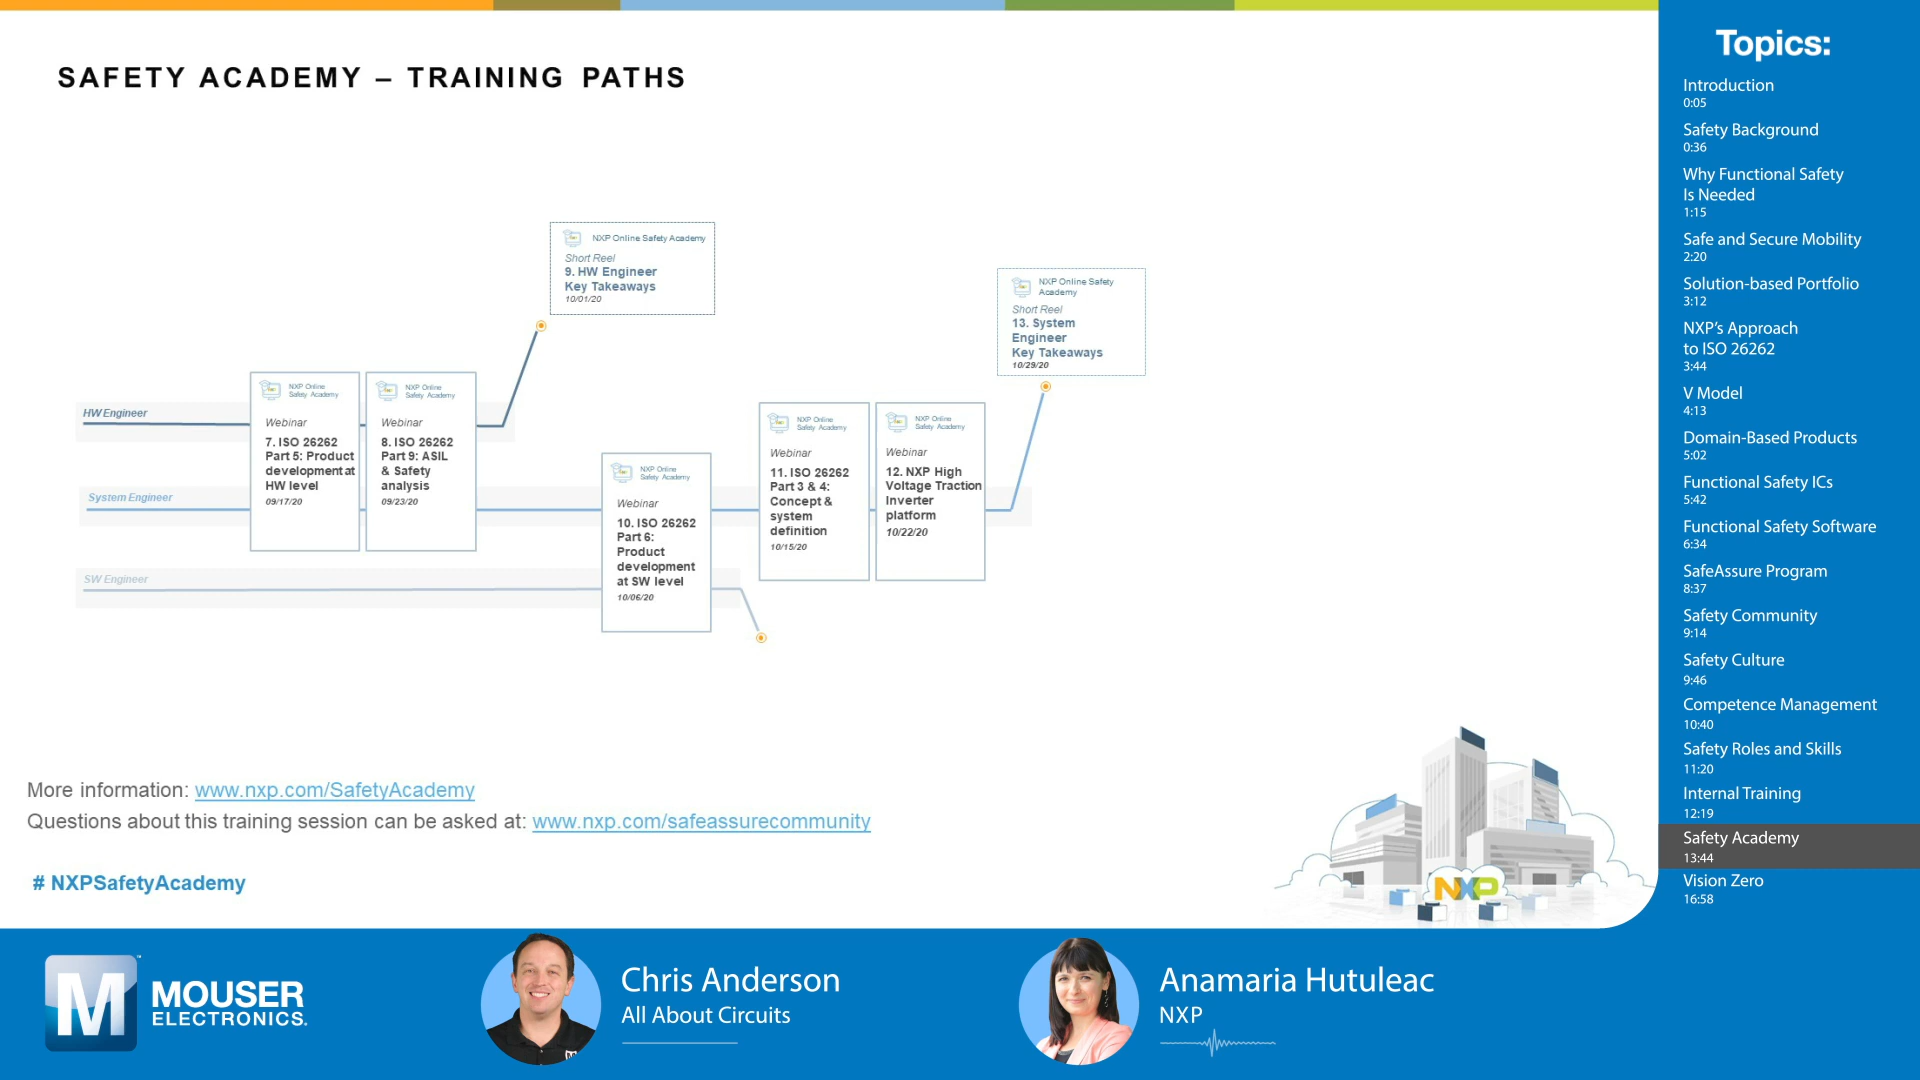 SAFETY ACADEMY – TRAINING PATHS
NXP Online Safety Academy
Short Reel
9. HW Engineer
Key Takeaways
10/01/20
NXP Online Safety
Academy
Short Reel
13. System
Engineer
Key Takeaways
10/29/20
HW Engineer
System Engineer
SW Engineer
NXP Online
Safety Academy
Webinar
7. ISO 26262
Part 5: Product
development at
HW level
09/17/20
NXP Online
Safety Academy
Webinar
8. ISO 26262
Part 9: ASIL
& Safety
analysis
09/23/20
NXP Online
Safety Academy
Webinar
10. ISO 26262
Part 6:
Product
development
at SW level
10/06/20
NXP Online
Safety Academy
Webinar
11. ISO 26262
Part 3 & 4:
Concept &
system
definition
10/15/20
NXP Online
Safety Academy
Webinar
12. NXP High
Voltage Traction
Inverter
platform
10/22/20
More information: www.nxp.com/SafetyAcademy
Questions about this training session can be asked at: www.nxp.com/safeassurecommunity
# NXPSafetyAcademy
NXP
Topics:
Introduction
0:05
Safety Background
0:36
Why Functional Safety
Is Needed
1:15
Safe and Secure Mobility
2:20
Solution-based Portfolio
3:12
NXP's Approach
to ISO 26262
3:44
V Model
4:13
Domain-Based Products
5:02
Functional Safety ICs
5:42
Functional Safety Software
6:34
SafeAssure Program
8:37
Safety Community
9:14
Safety Culture
9:46
Competence Management
10:40
Safety Roles and Skills
11:20
Internal Training
12:19
Safety Academy
13:44
Vision Zero
16:58
M
MOUSER
ELECTRONICS.
Chris Anderson
All About Circuits
Anamaria Hutuleac
NXP